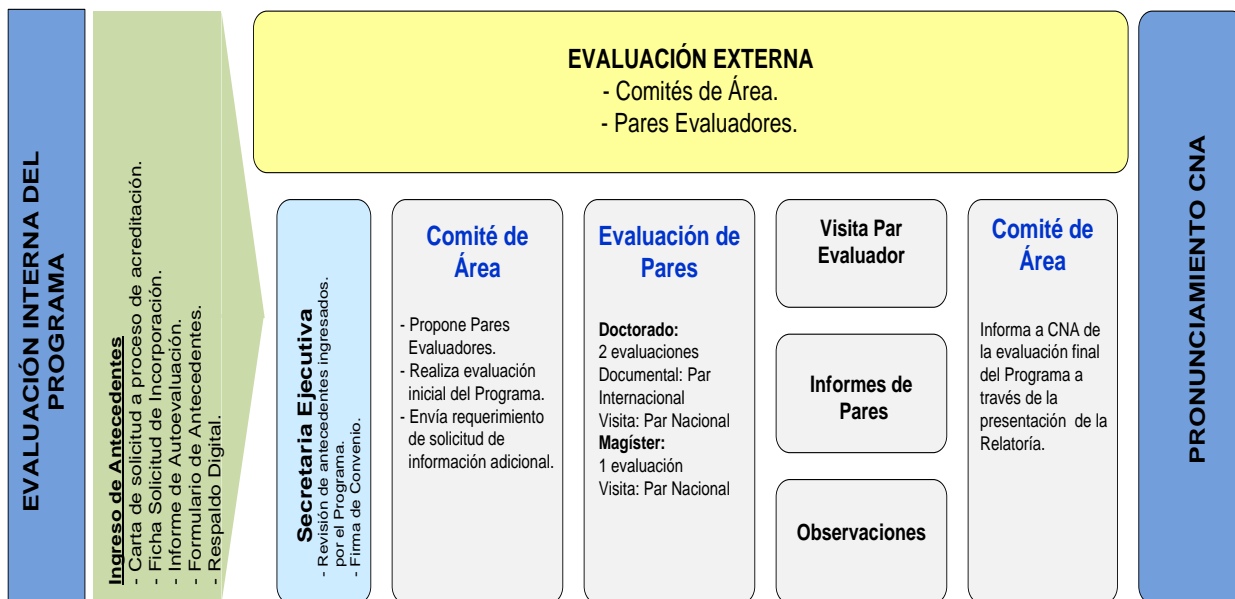 EVALUACIÓN INTERNA DEL
PROGRAMA
Ingreso de Antecedentes
- Carta de solicitud a proceso de acreditación.
- Ficha Solicitud de Incorporación.
- Informe de Autoevaluación.
- Formulario de Antecedentes.
- Respaldo Digital.
EVALUACIÓN EXTERNA
- Comités de Área.
- Pares Evaluadores.
Secretaria Ejecutiva
- Revisión de antecedentes ingresados.
por el Programa.
- Firma de Convenio.
Comité de
Área
- Propone Pares
Evaluadores.
- Realiza evaluación
inicial del Programa.
- Envía requerimiento
de solicitud de
información adicional.
Evaluación de
Pares
Doctorado:
2 evaluaciones
Documental: Par
Internacional
Visita: Par Nacional
Magíster:
1 evaluación
Visita: Par Nacional
Visita Par
Evaluador
Informes de
Pares
Observaciones
Comité de
Área
Informa a CNA de
la evaluación final
del Programa a
través de la
presentación de la
Relatoría.
PRONUNCIAMIENTO CNA